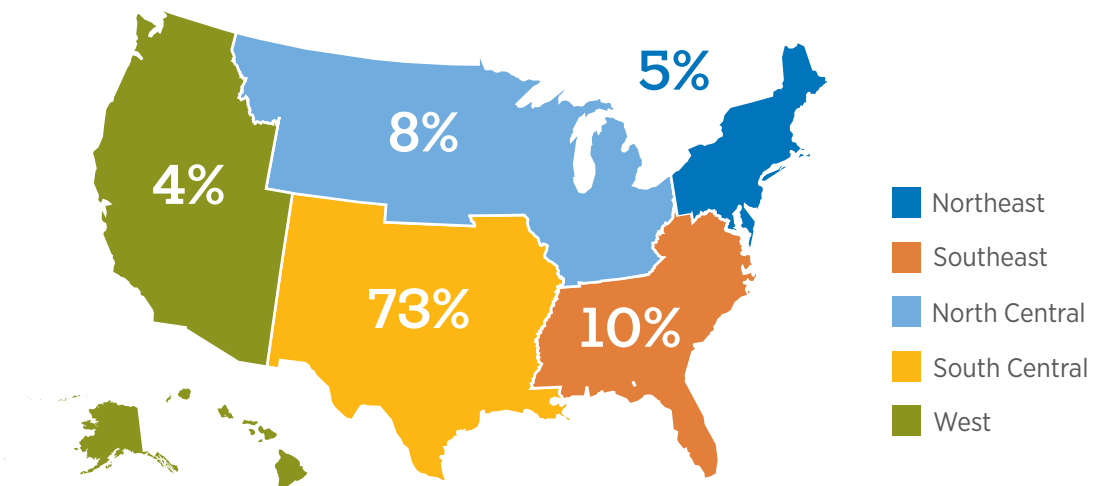 5%
8%
4%
73%
10%
Northeast
Southeast
North Central
South Central
West